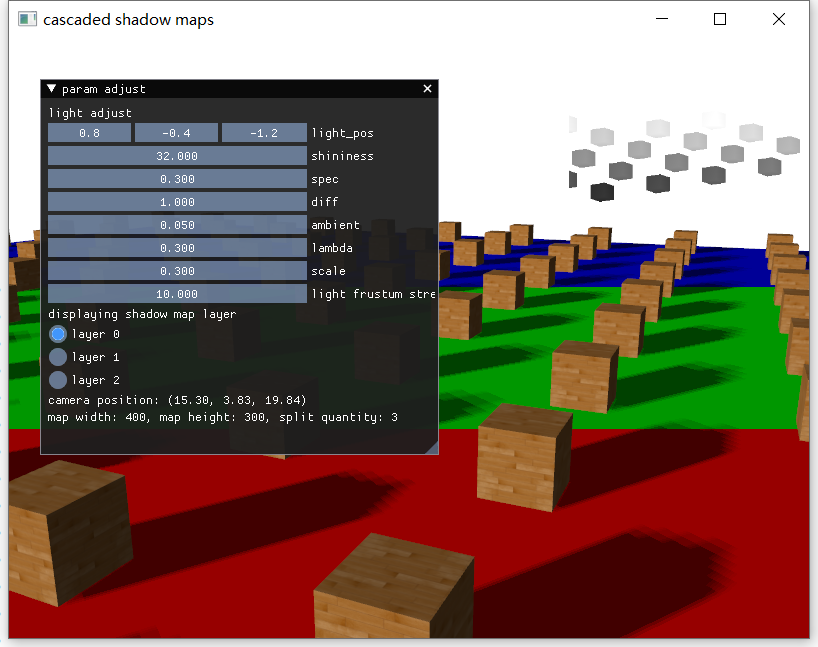 cascaded shadow maps
param adjust
light adjust
0.8 -0.4 -1.2 light_pos
32.000 shininess
0.300 spec
1.000 diff
0.050 ambient
0.300 lambda
0.300 scale
10.000 light frustum stre
displaying shadow map layer
layer 0
layer 1
layer 2
camera position: (15.30, 3.83, 19.84)
map width: 400, map height: 300, split quantity: 3